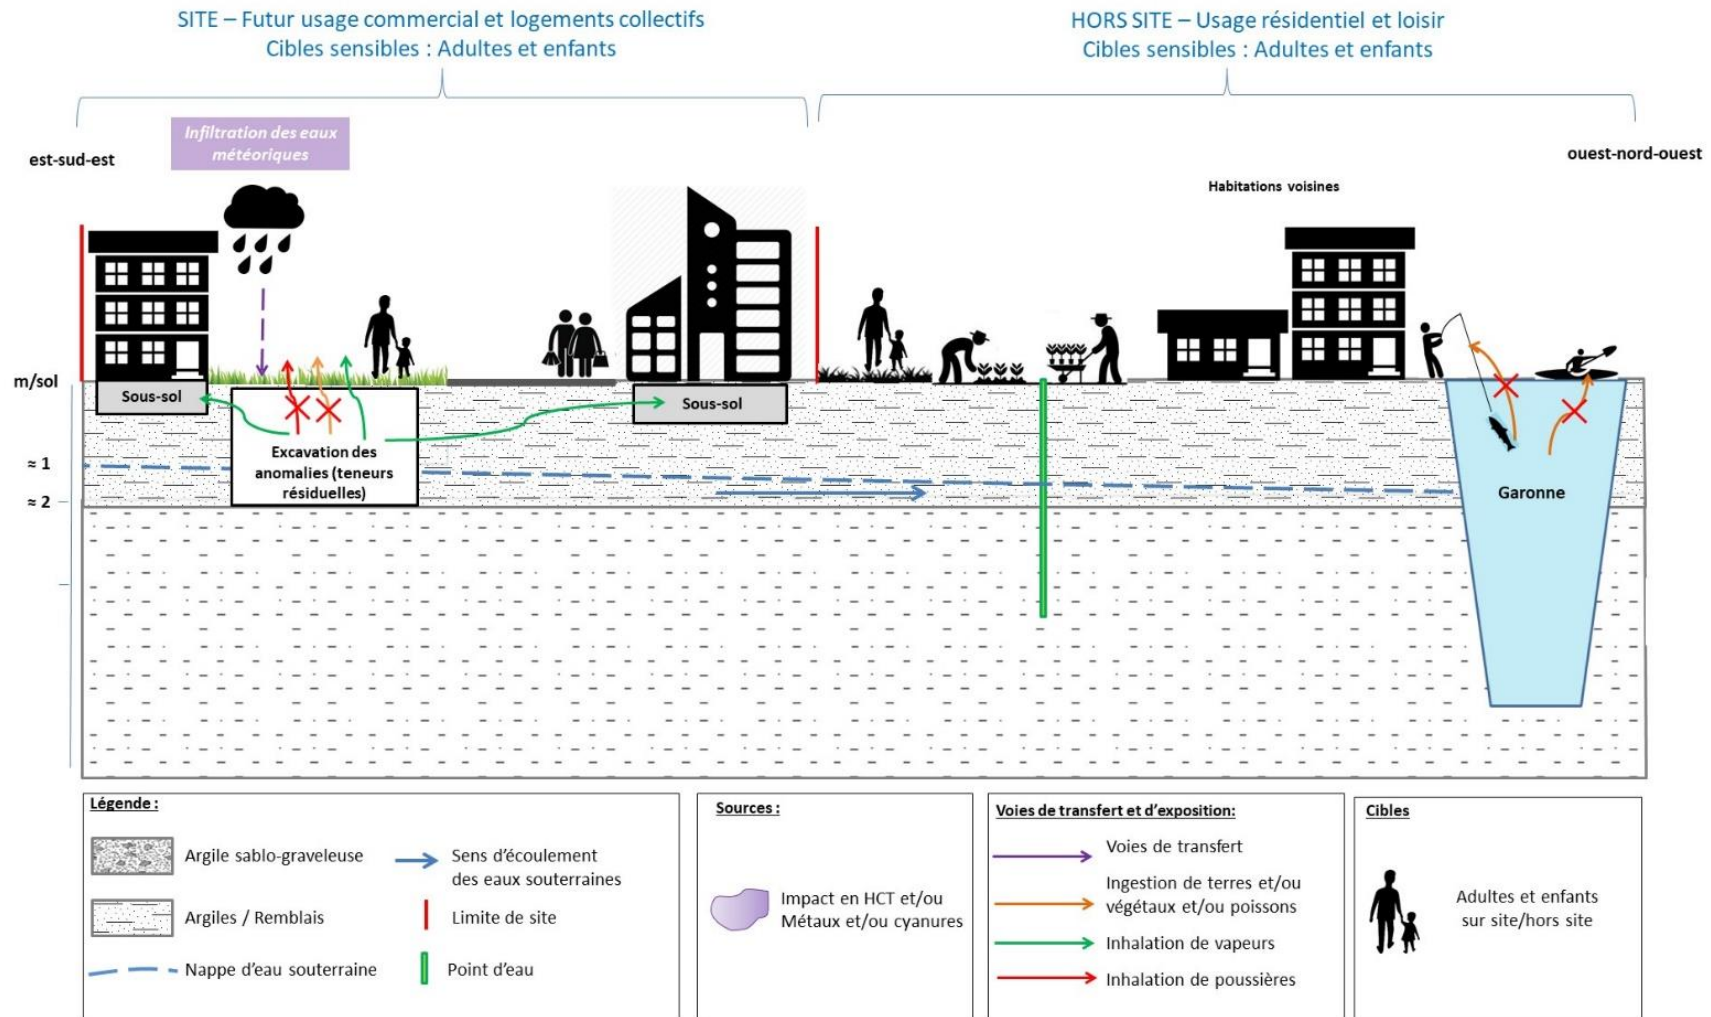 SITE – Futur usage commercial et logements collectifs
Cibles sensibles : Adultes et enfants
HORS SITE – Usage résidentiel et loisir
Cibles sensibles : Adultes et enfants
Infiltration des eaux
météoriques
est-sud-est
ouest-nord-ouest
Habitations voisines
m/sol
Sous-sol
Sous-sol
Excavation des
anomalies (teneurs
résiduelles)
≈ 1
≈ 2
Garonne
Légende :
Argile sablo-graveleuse
Argiles / Remblais
Nappe d'eau souterraine
Sens d'écoulement
des eaux souterraines
Limite de site
Point d'eau
Sources :
Impact en HCT et/ou
Métaux et/ou cyanures
Voies de transfert et d'exposition:
Voies de transfert
Ingestion de terres et/ou
végétaux et/ou poissons
Inhalation de vapeurs
Inhalation de poussières
Cibles
Adultes et enfants
sur site/hors site